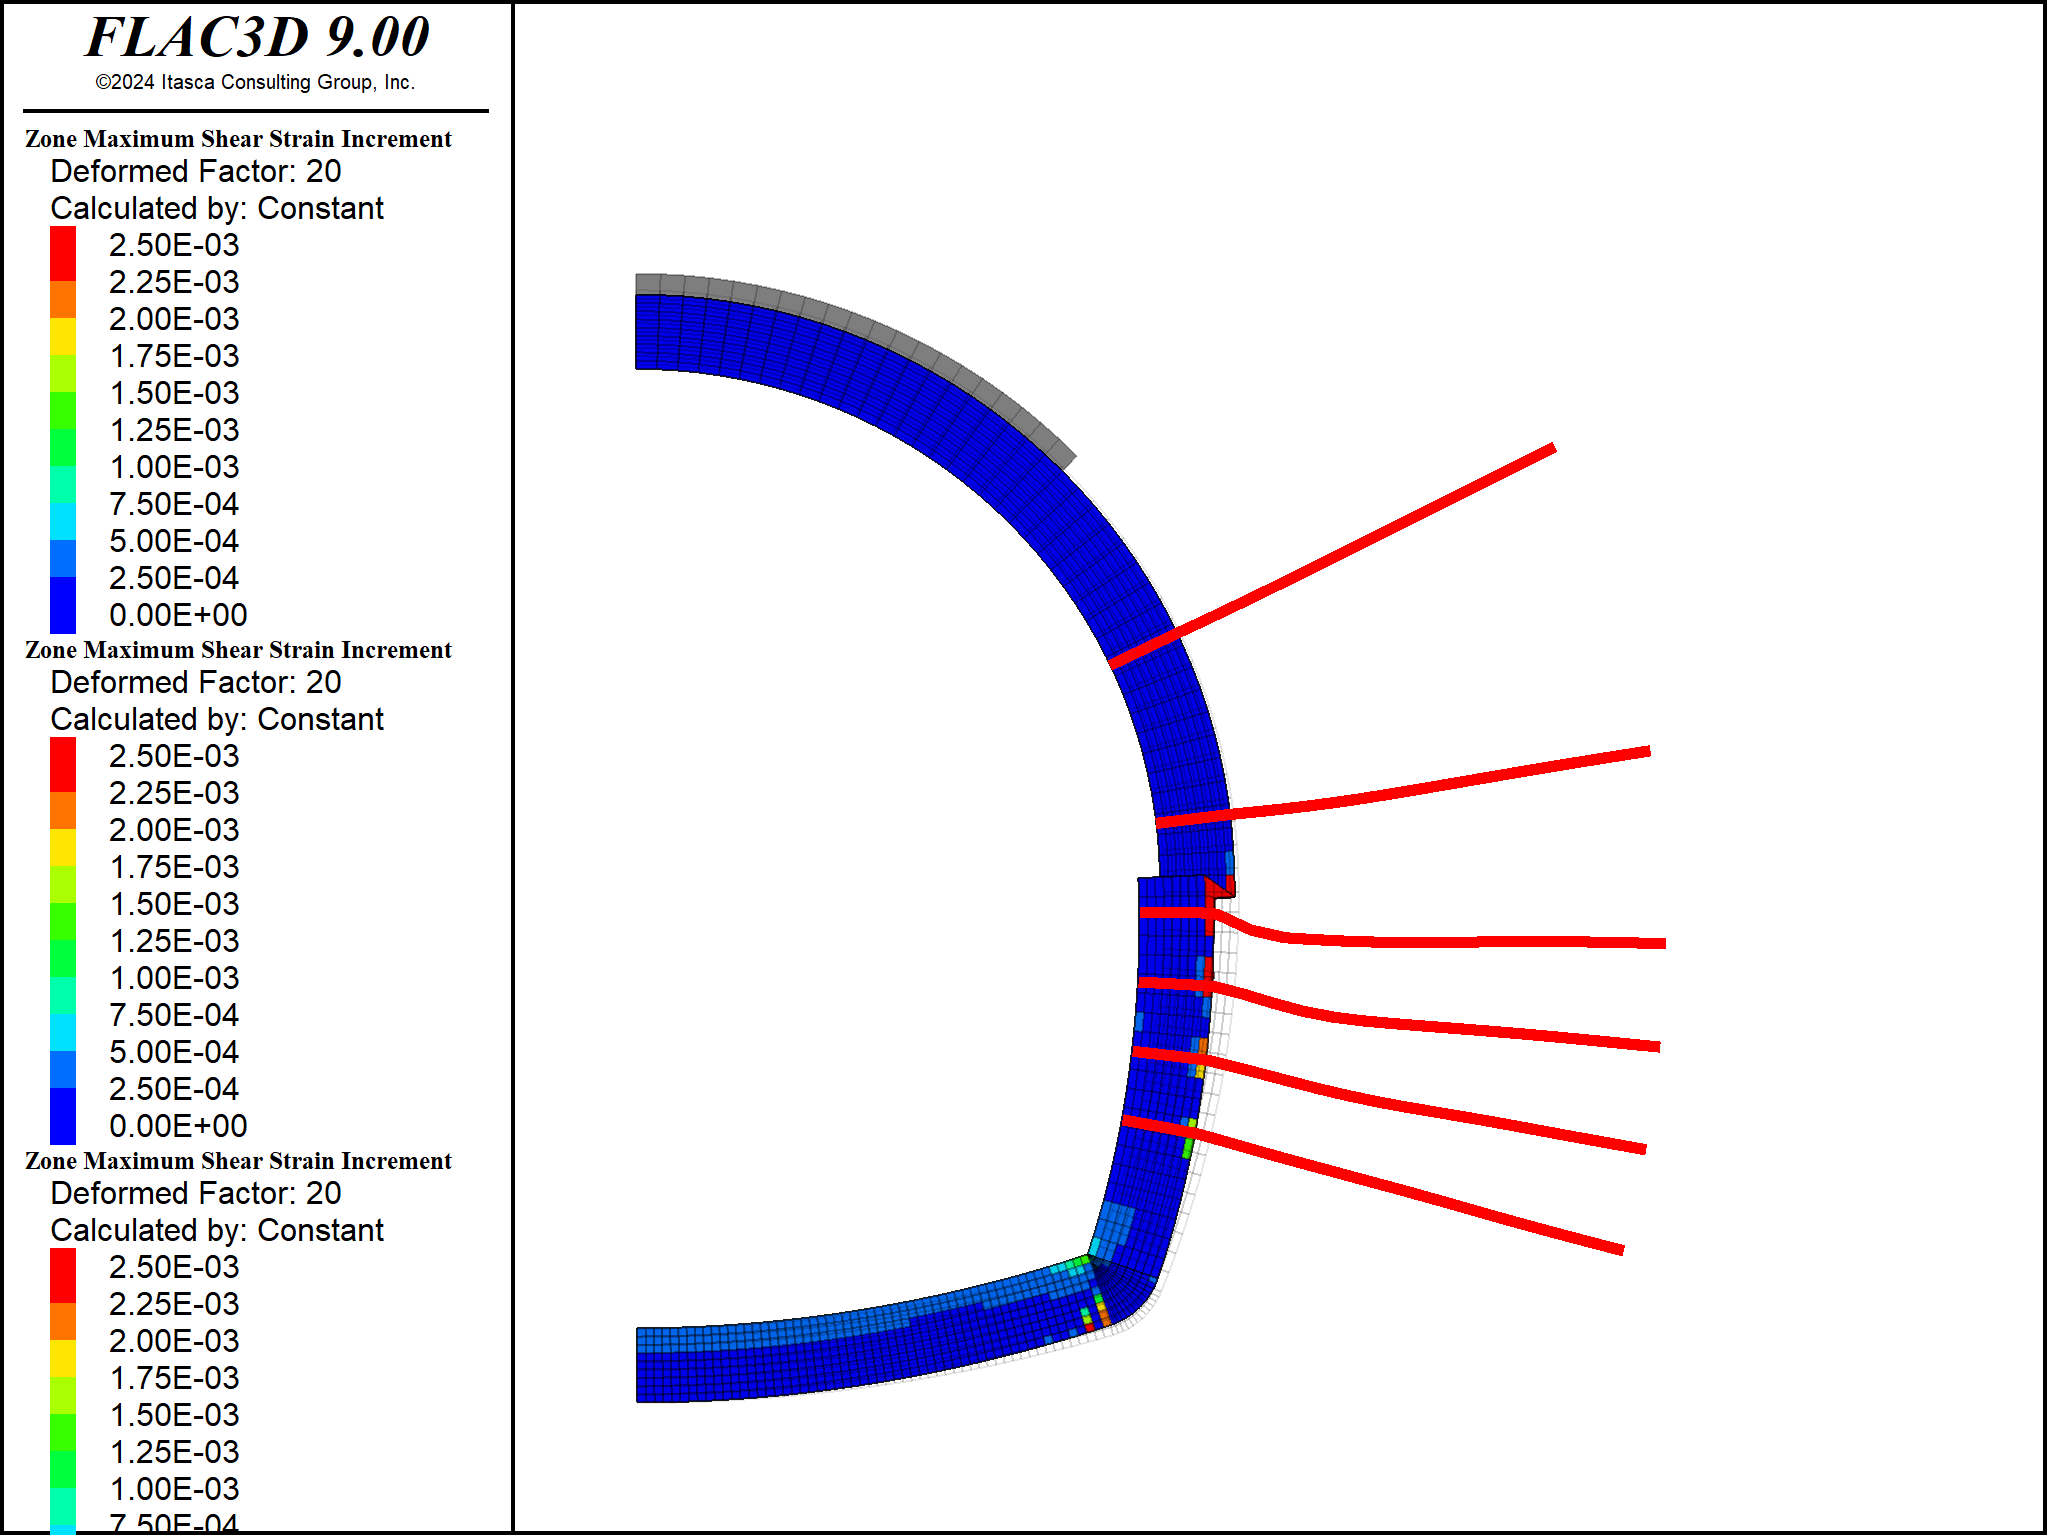 FLAC3D 9.00
©2024 Itasca Consulting Group, Inc.
Zone Maximum Shear Strain Increment
Deformed Factor: 20
Calculated by: Constant
2.50E-03
2.25E-03
2.00E-03
1.75E-03
1.50E-03
1.25E-03
1.00E-03
7.50E-04
5.00E-04
2.50E-04
0.00E+00
Zone Maximum Shear Strain Increment
Deformed Factor: 20
Calculated by: Constant
2.50E-03
2.25E-03
2.00E-03
1.75E-03
1.50E-03
1.25E-03
1.00E-03
7.50E-04
5.00E-04
2.50E-04
0.00E+00
Zone Maximum Shear Strain Increment
Deformed Factor: 20
Calculated by: Constant
2.50E-03
2.25E-03
2.00E-03
1.75E-03
1.50E-03
1.25E-03
1.00E-03
7.50E-04